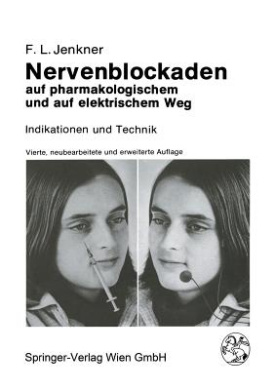 F. L. Jenkner
Nervenblockaden
auf pharmakologischem
und auf elektrischem Weg
Indikationen und Technik
Vierte, neubearbeitete und erweiterte Auflage
Springer-Verlag Wien GmbH